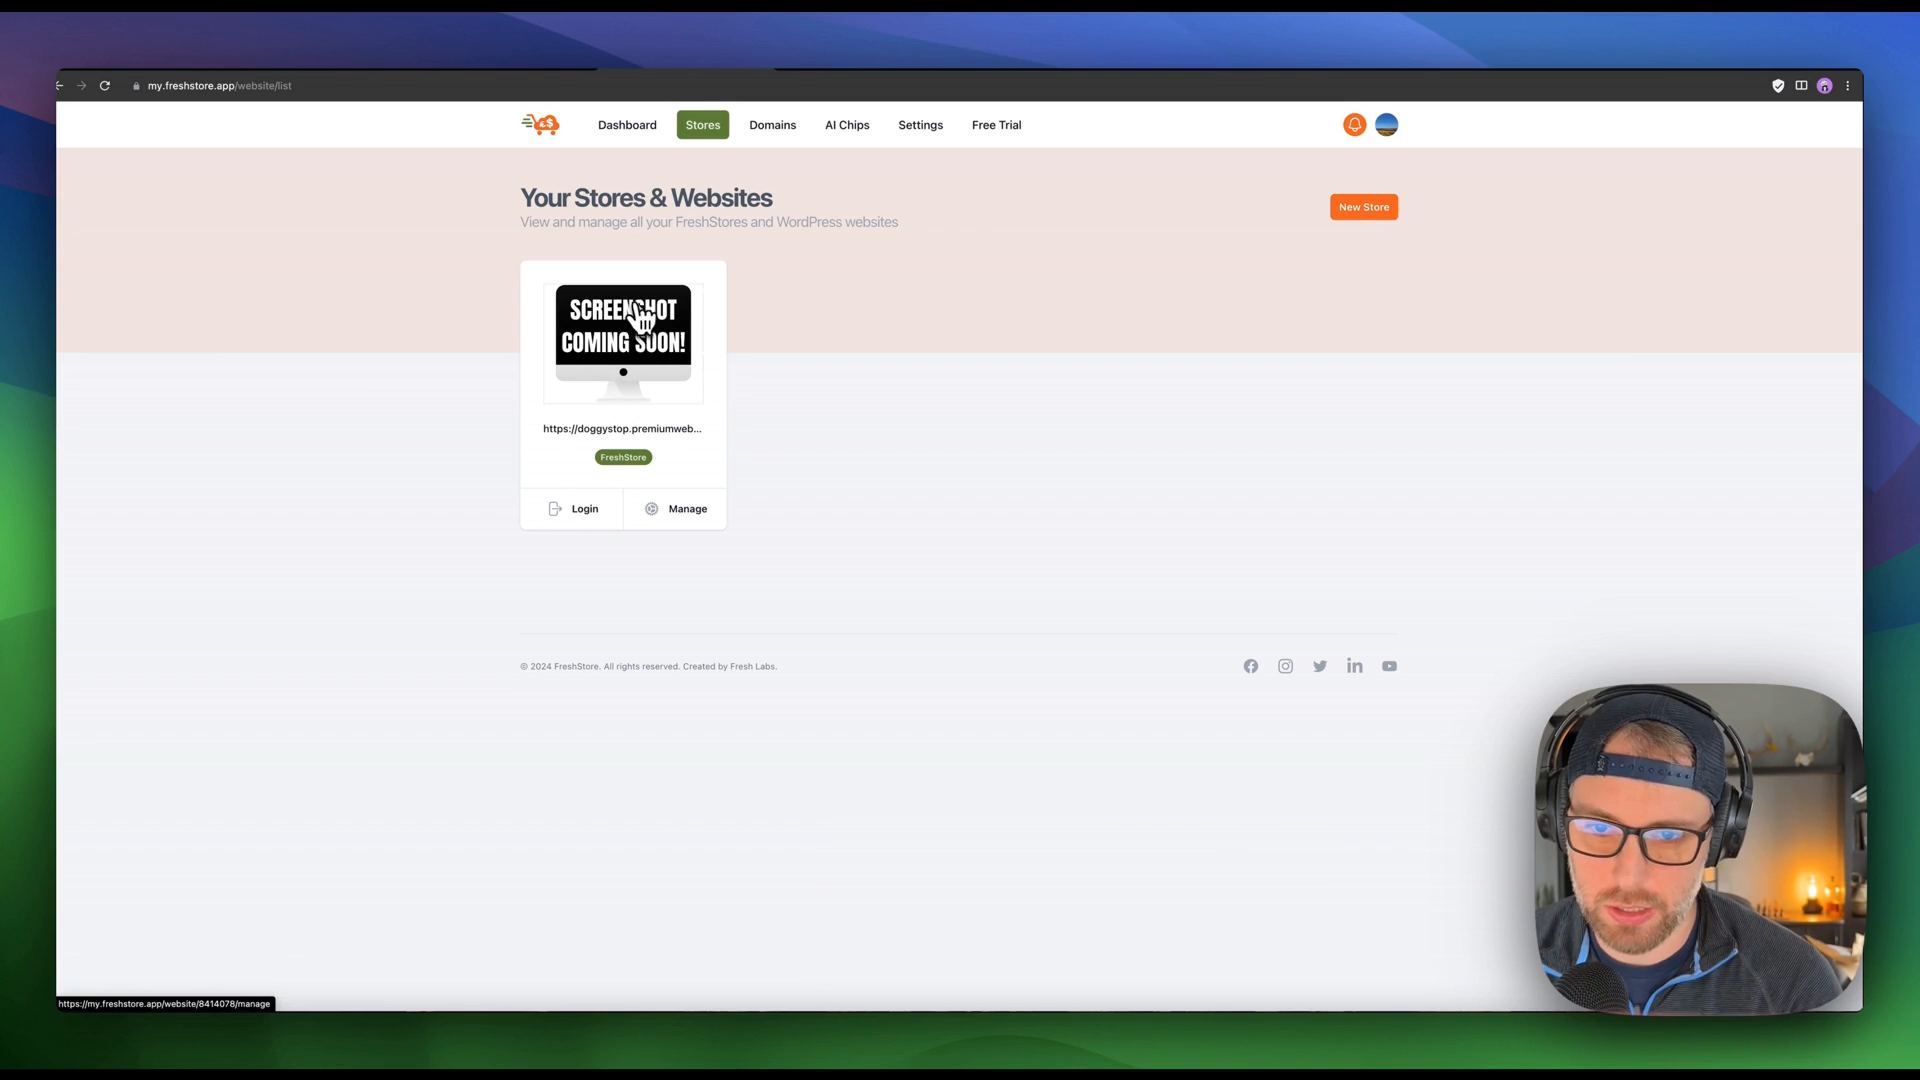 my.freshstore.app/website/list
Dashboard
Stores
Domains
AI Chips
Settings
Free Trial
Your Stores & Websites
View and manage all your FreshStores and WordPress websites
New Store
SCREENSHOT
COMING SOON!
https://doggystop.premiumweb...
FreshStore
Login
Manage
© 2024 FreshStore. All rights reserved. Created by Fresh Labs.
https://my.freshstore.app/website/8414078/manage